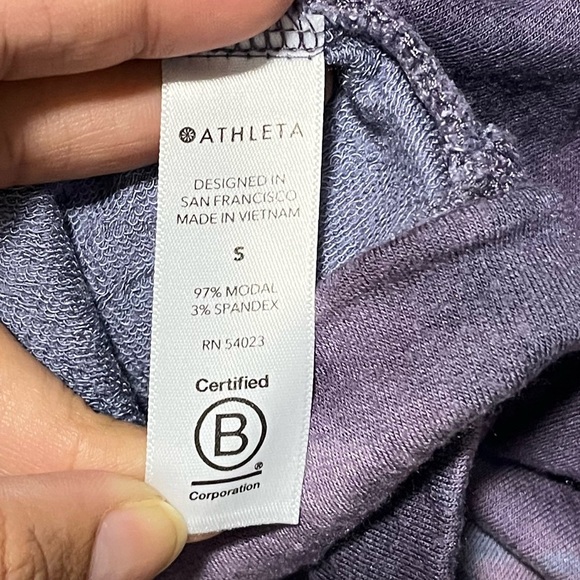 ATHLETA
DESIGNED IN
SAN FRANCISCO
MADE IN VIETNAM
S
97% MODAL
3% SPANDEX
RN 54023
Certified
B
®
Corporation